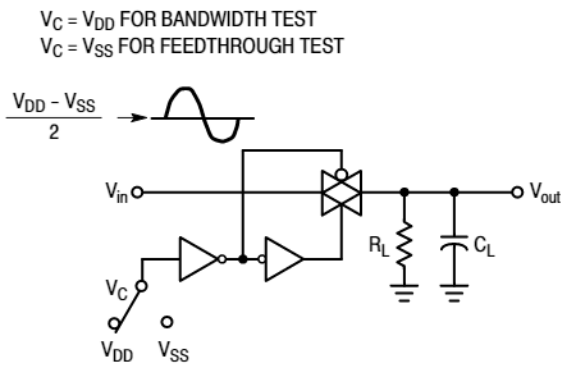 V_C = V_DD FOR BANDWIDTH TEST
V_C = V_SS FOR FEEDTHROUGH TEST
V_DD - V_SS
2
V_in
V_out
R_L
C_L
V_C
V_DD
V_SS